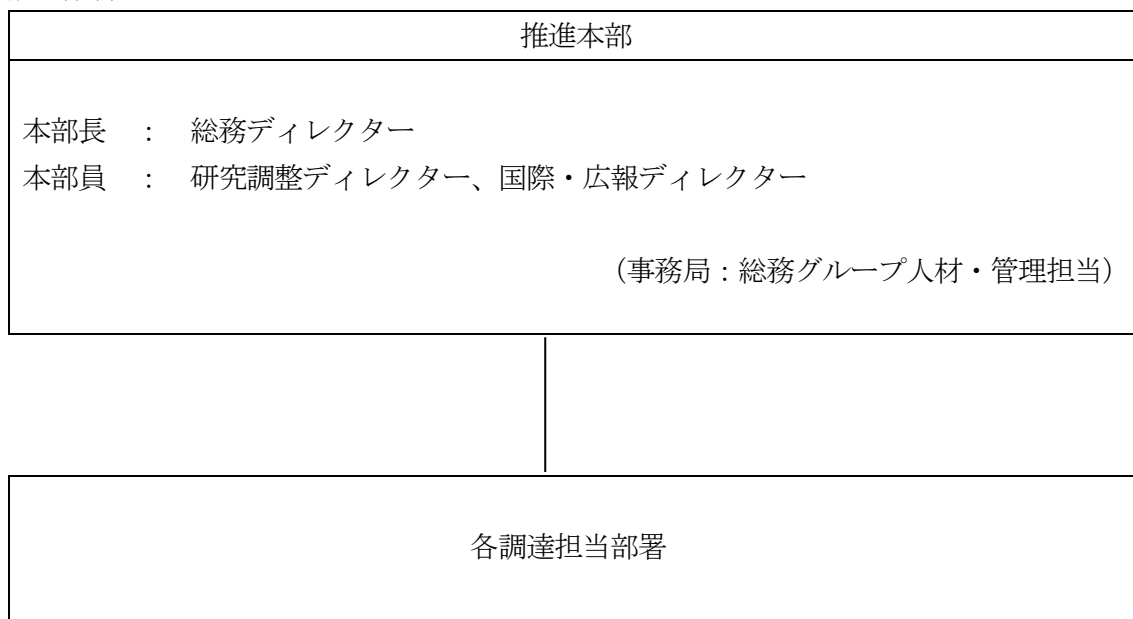 推進本部
本部長 : 総務ディレクター
本部員 : 研究調整ディレクター、国際・広報ディレクター
(事務局:総務グループ人材・管理担当)
各調達担当部署